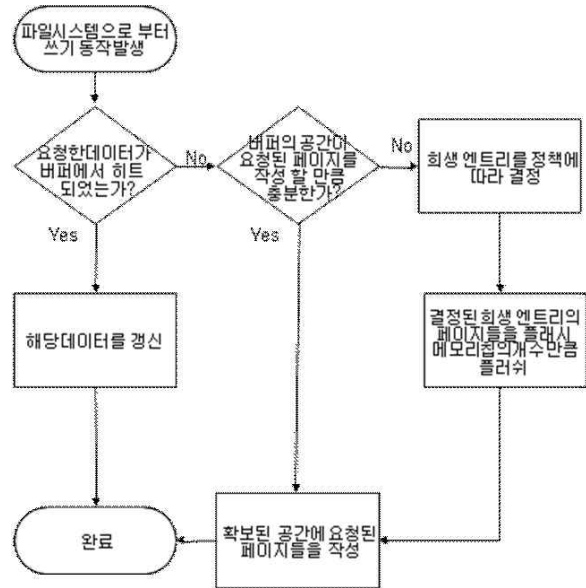 파일시스템으로 부터
쓰기 동작발생
요청한데이터가
버퍼에서 히트
되었는가?
No
버퍼의 공간이
요청된 페이지를
작성 할 만큼
충분한가?
No
희생 엔트리를 정책에
따라 결정
Yes
Yes
해당데이터를 갱신
결정된 희생 엔트리의
페이지들을 플래시
메모리칩의개수만큼
플러쉬
완료
확보된 공간에 요청된
페이지들을 작성